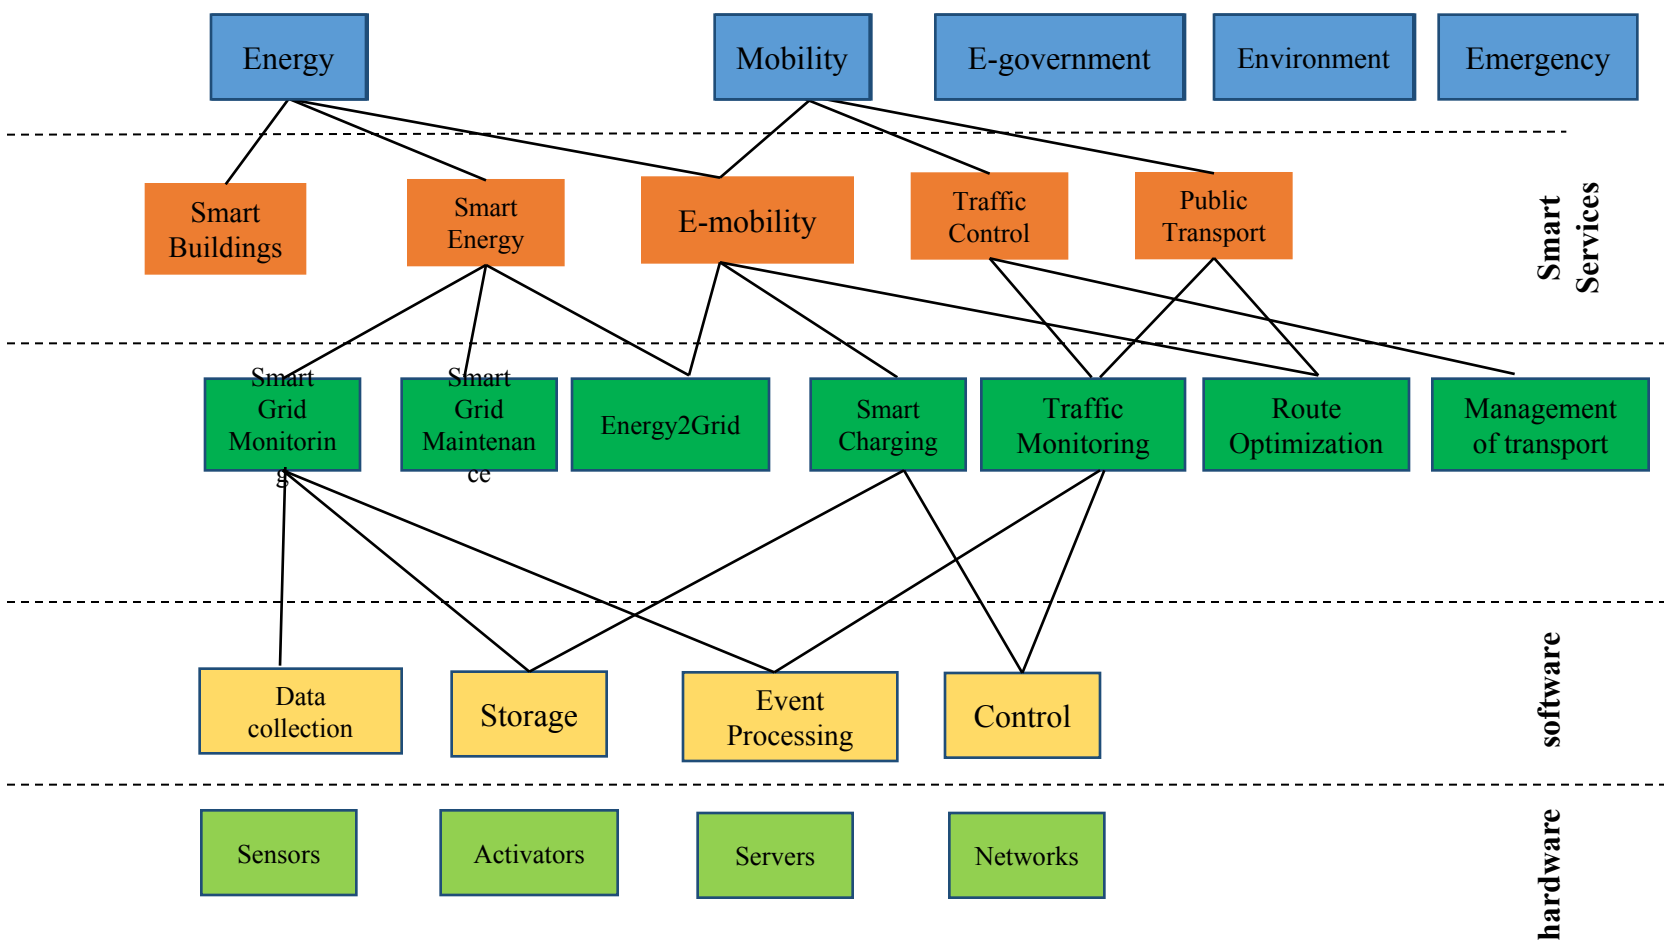 Energy
Mobility
E-government
Environment
Emergency
Smart
Buildings
Smart
Energy
E-mobility
Traffic
Control
Public
Transport
Smart
Services
Smart
Grid
Monitorin
g
Smart
Grid
Maintenan
ce
Energy2Grid
Smart
Charging
Traffic
Monitoring
Route
Optimization
Management
of transport
Data
collection
Storage
Event
Processing
Control
software
Sensors
Activators
Servers
Networks
hardware